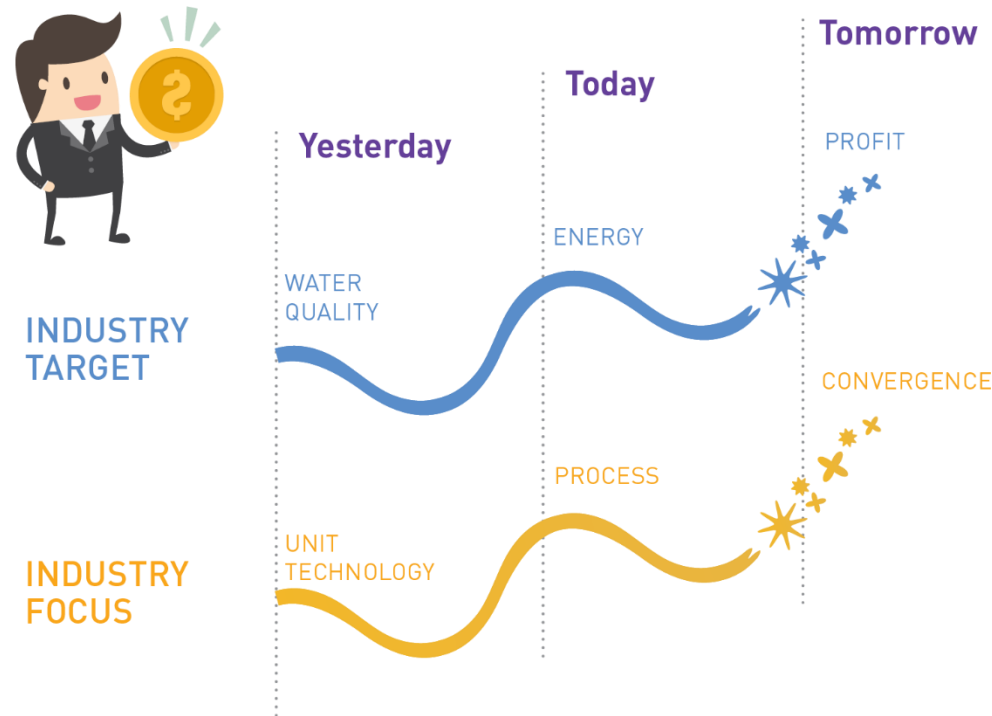 Yesterday
Today
Tomorrow
INDUSTRY
TARGET
WATER
QUALITY
ENERGY
PROFIT
INDUSTRY
FOCUS
UNIT
TECHNOLOGY
PROCESS
CONVERGENCE
$